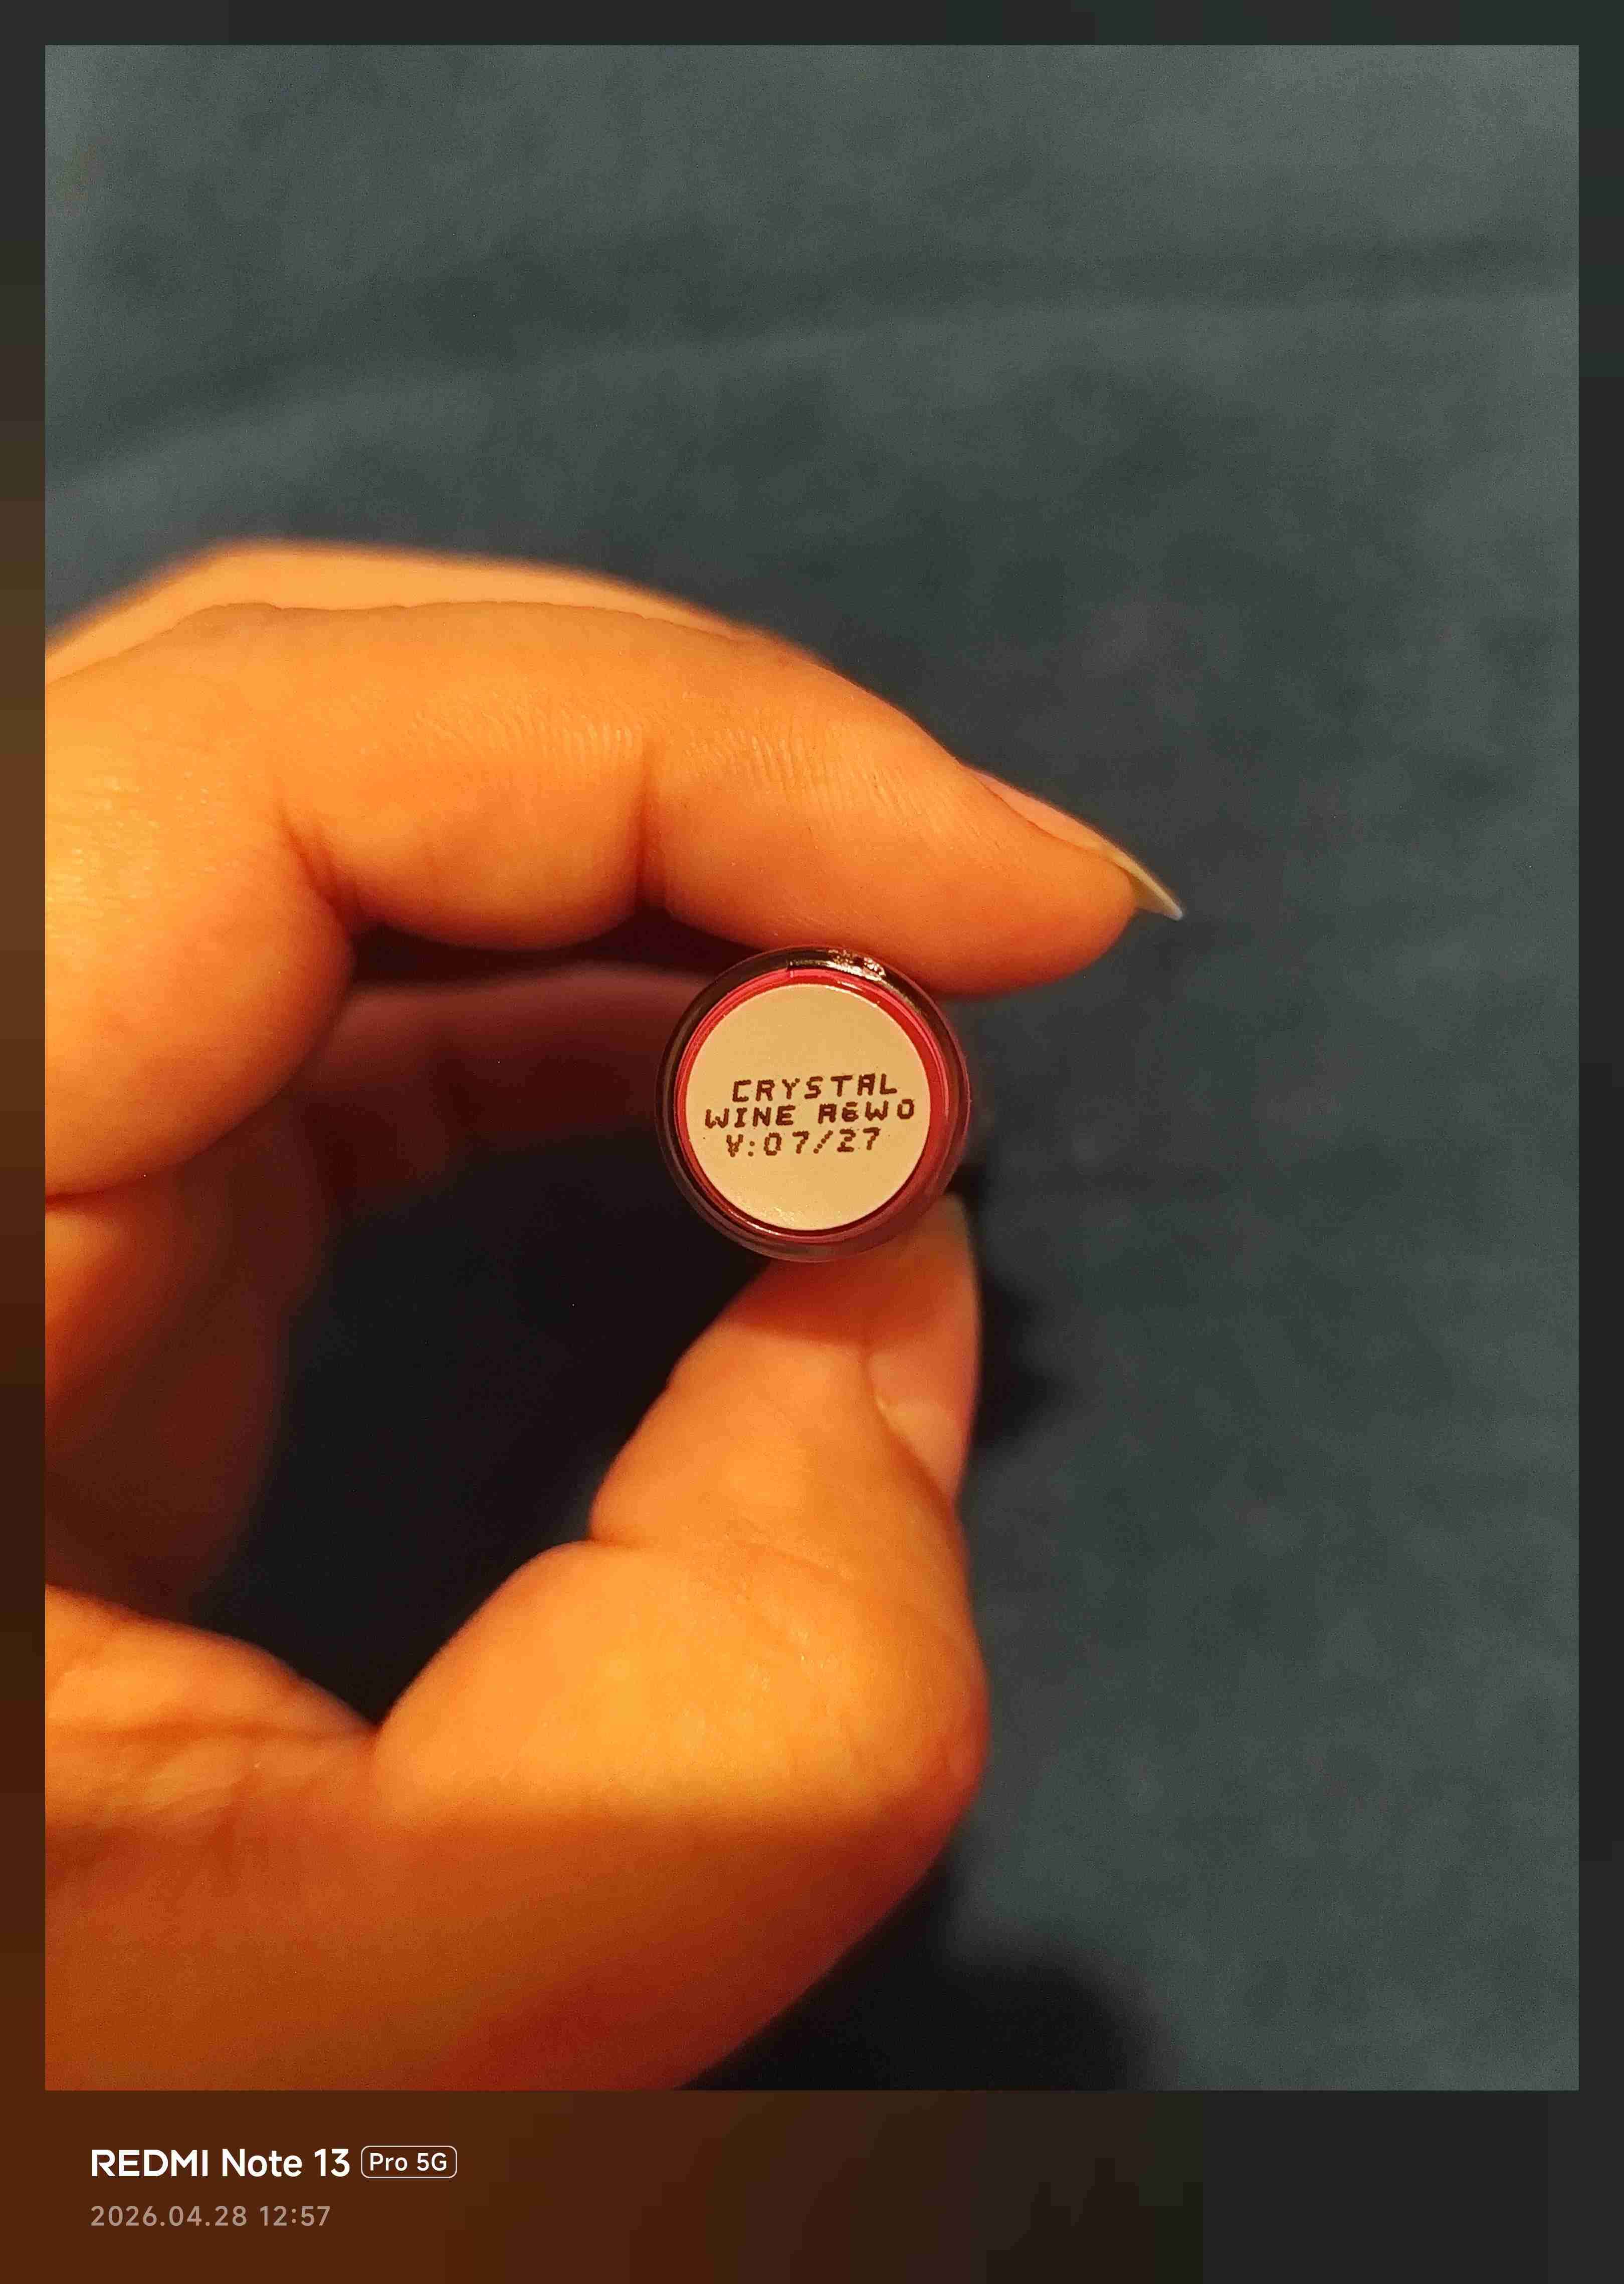 CRYSTAL
WINE A6W0
V:07/27
REDMI Note 13 Pro 5G
2026.04.28 12:57